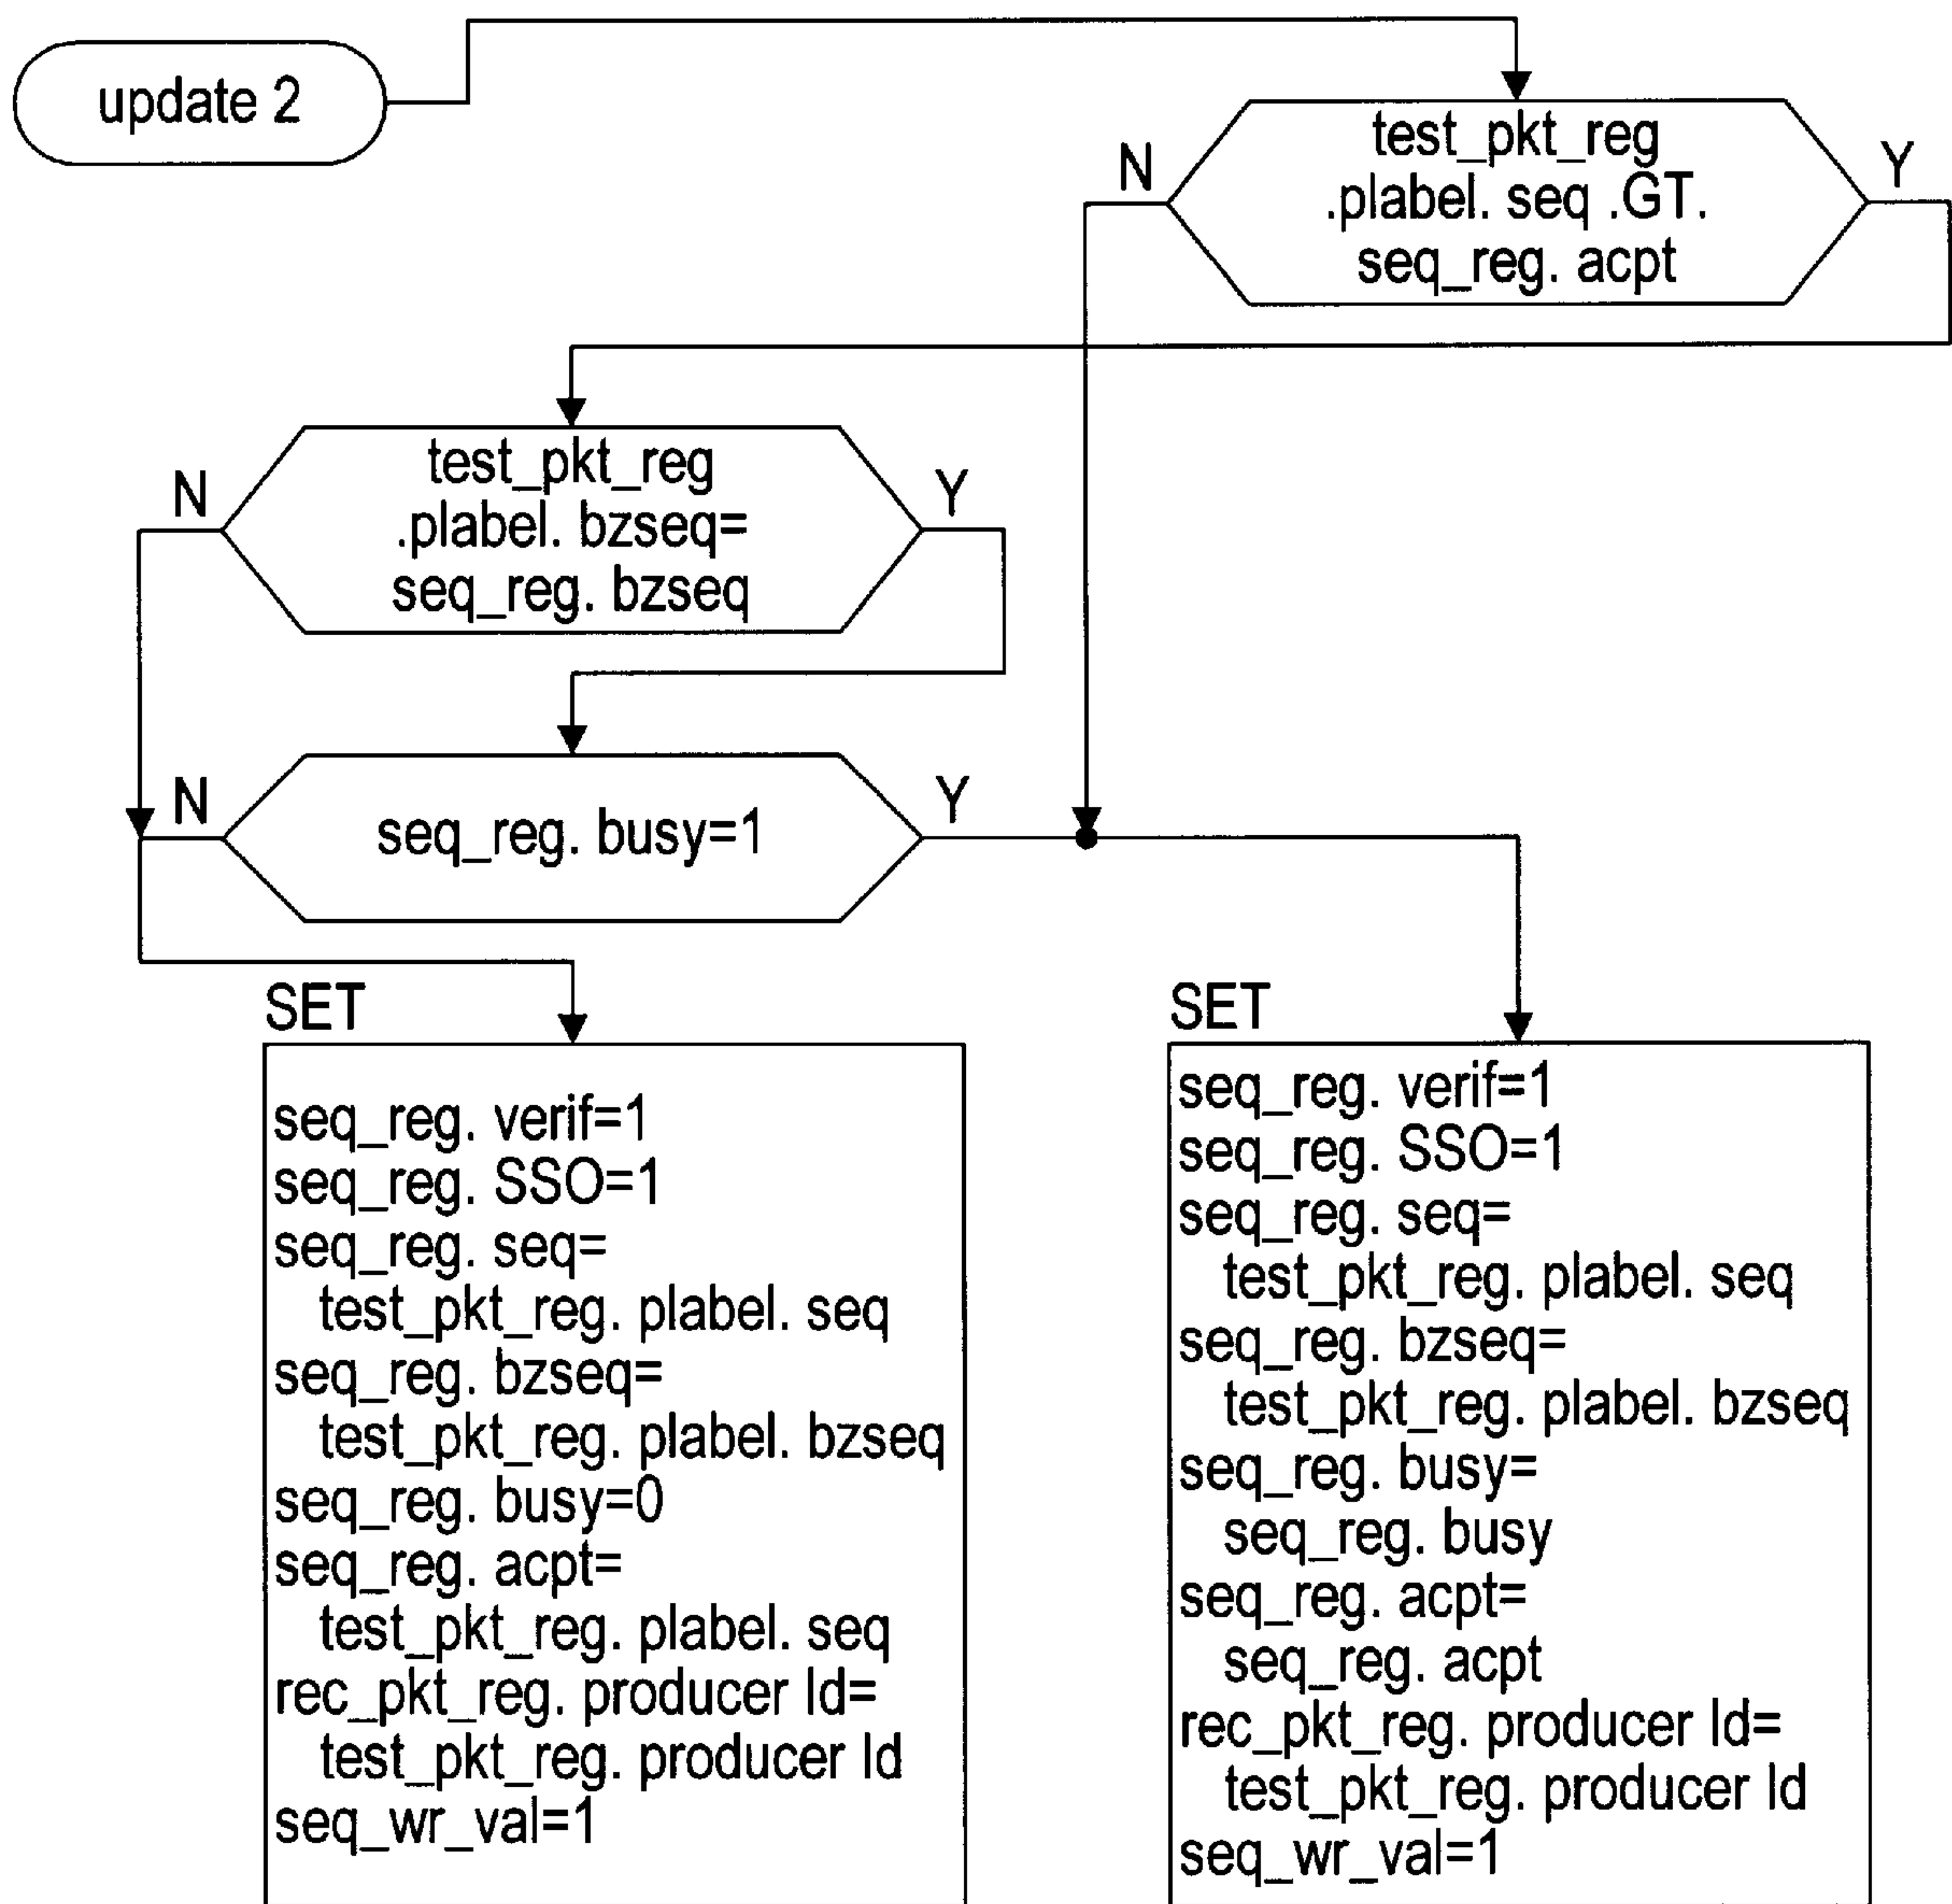 update 2
test_pkt_reg
.plabel. seq .GT.
seq_reg. acpt
N
Y
test_pkt_reg
.plabel. bzseq=
seq_reg. bzseq
N
Y
seq_reg. busy=1
N
Y
SET
seq_reg. verif=1
seq_reg. SSO=1
seq_reg. seq=
test_pkt_reg. plabel. seq
seq_reg. bzseq=
test_pkt_reg. plabel. bzseq
seq_reg. busy=0
seq_reg. acpt=
test_pkt_reg. plabel. seq
rec_pkt_reg. producer Id=
test_pkt_reg. producer Id
seq_wr_val=1
SET
seq_reg. verif=1
seq_reg. SSO=1
seq_reg. seq=
test_pkt_reg. plabel. seq
seq_reg. bzseq=
test_pkt_reg. plabel. bzseq
seq_reg. busy=
seq_reg. busy
seq_reg. acpt=
seq_reg. acpt
rec_pkt_reg. producer Id=
test_pkt_reg. producer Id
seq_wr_val=1